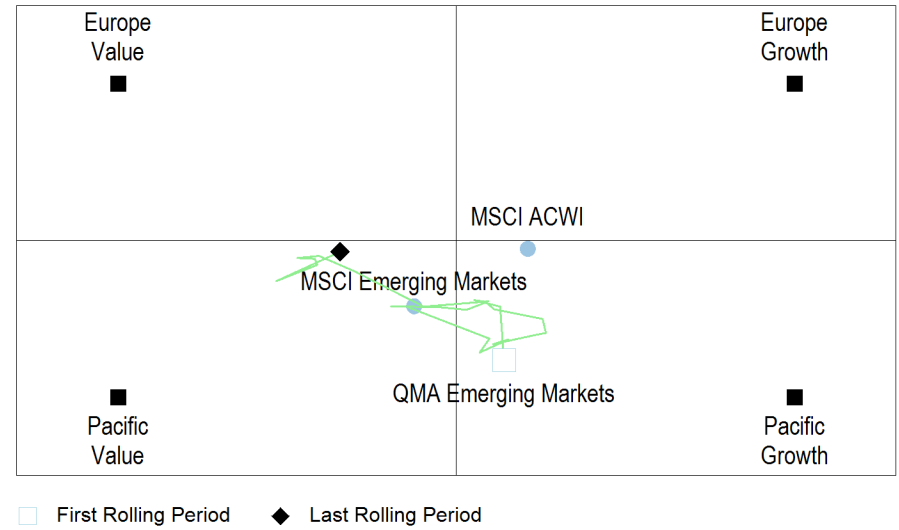 Europe
Value
Europe
Growth
MSCI ACWI
MSCI Emerging Markets
QMA Emerging Markets
Pacific
Value
Pacific
Growth
First Rolling Period
Last Rolling Period